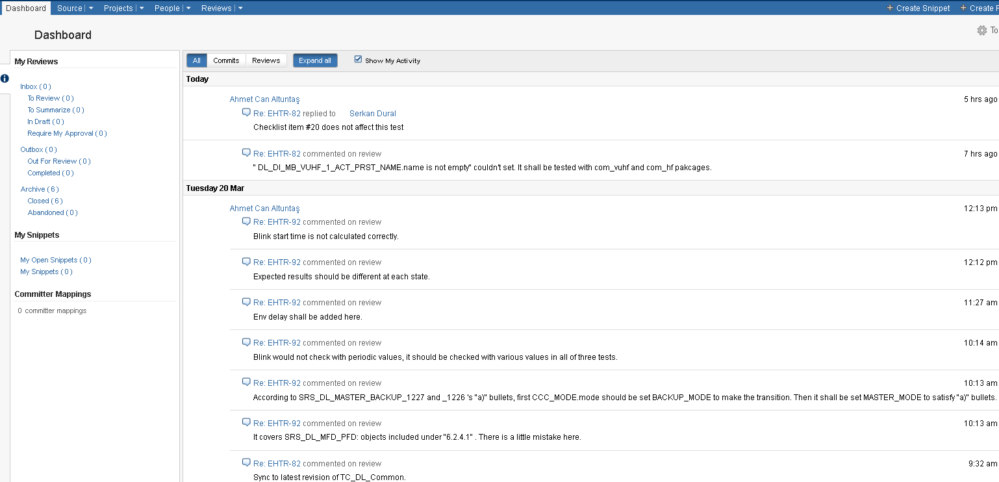 Dashboard Source Projects People Reviews + Create Snippet + Create
Dashboard To
My Reviews
Inbox ( 0 )
To Review ( 0 )
To Summarize ( 0 )
In Draft ( 0 )
Require My Approval ( 0 )
Outbox ( 0 )
Out For Review ( 0 )
Completed ( 0 )
Archive ( 6 )
Closed ( 6 )
Abandoned ( 0 )
My Snippets
My Open Snippets ( 0 )
My Snippets ( 0 )
Committer Mappings
0 committer mappings
All Commits Reviews Expand all Show My Activity
Today
Ahmet Can Altuntaş 5 hrs ago
Re: EHTR-82 replied to Serkan Dural
Checklist item #20 does not affect this test
Re: EHTR-82 commented on review 7 hrs ago
" DL_DI_MB_VUHF_1_ACT_PRST_NAME.name is not empty" couldn't set. It shall be tested with com_vuhf and com_hf pakcages.
Tuesday 20 Mar
Ahmet Can Altuntaş 12:13 pm
Re: EHTR-92 commented on review
Blink start time is not calculated correctly.
Re: EHTR-92 commented on review 12:12 pm
Expected results should be different at each state.
Re: EHTR-92 commented on review 11:27 am
Env delay shall be added here.
Re: EHTR-92 commented on review 10:14 am
Blink would not check with periodic values, it should be checked with various values in all of three tests.
Re: EHTR-92 commented on review 10:13 am
According to SRS_DL_MASTER_BACKUP_1227 and _1226 's "a)" bullets, first CCC_MODE.mode should be set BACKUP_MODE to make the transition. Then it shall be set MASTER_MODE to satisfy "a)" bullets.
Re: EHTR-92 commented on review 10:13 am
It covers SRS_DL_MFD_PFD: objects included under "6.2.4.1" . There is a little mistake here.
Re: EHTR-82 commented on review 9:32 am
Sync to latest revision of TC_DL_Common.